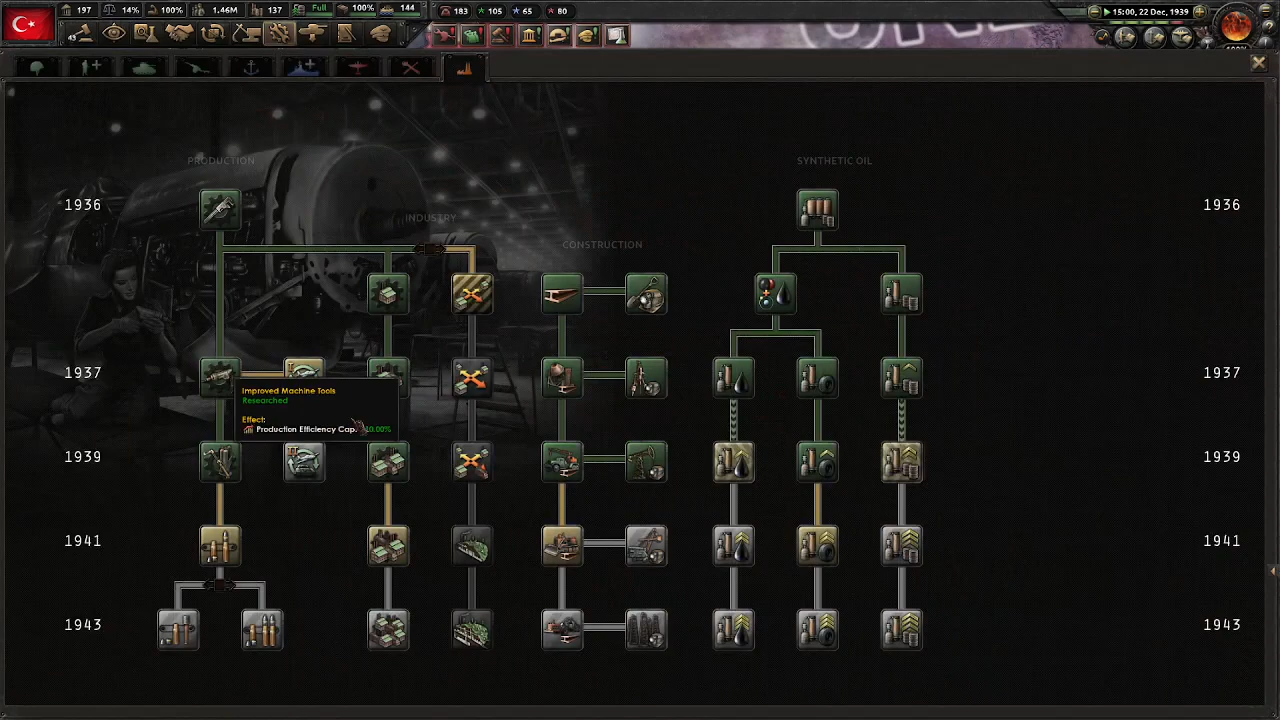 197 14% 100% 1.46M 137 Full 100% 144 183 105 65 80 15:00, 22 Dec, 1939
PRODUCTION SYNTHETIC OIL
1936 1936
INDUSTRY
CONSTRUCTION
1937 1937
Improved Machine Tools
Researched
Effect:
Production Efficiency Cap: 10.00%
1939 1939
1941 1941
1943 1943